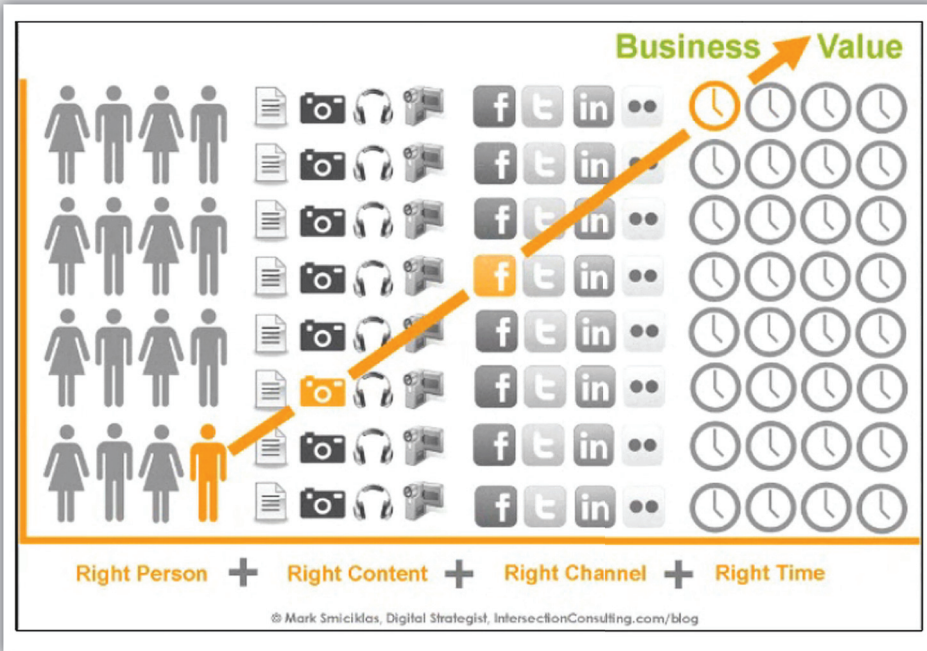 Business Value
Right Person + Right Content + Right Channel + Right Time
© Mark Smiciklas, Digital Strategist, IntersectionConsulting.com/blog